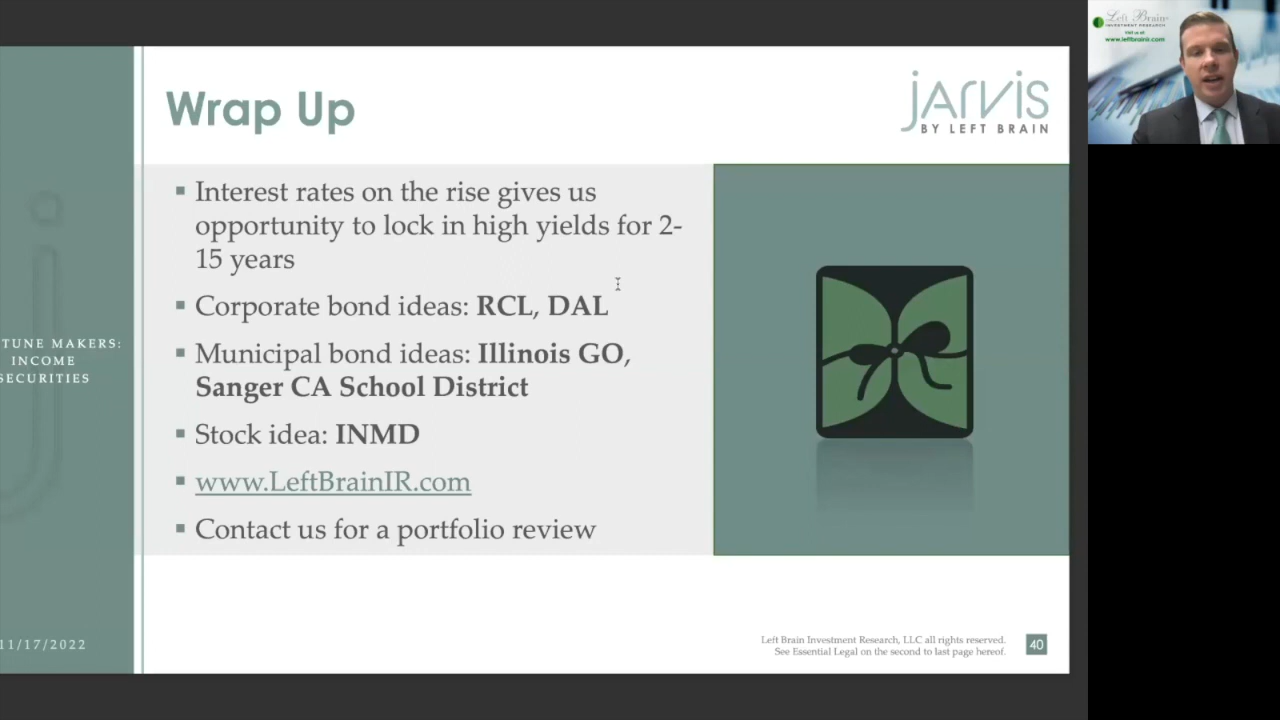 Wrap Up
jarvis
BY LEFT BRAIN
Interest rates on the rise gives us
opportunity to lock in high yields for 2-
15 years
Corporate bond ideas: RCL, DAL
Municipal bond ideas: Illinois GO,
Sanger CA School District
Stock idea: INMD
www.LeftBrainIR.com
Contact us for a portfolio review
TUNE MAKERS:
INCOME
SECURITIES
11/17/2022
Left Brain Investment Research, LLC all rights reserved.
See Essential Legal on the second to last page hereof.
40
Left Brain
INVESTMENT RESEARCH
Visit us at:
www.leftbrainir.com